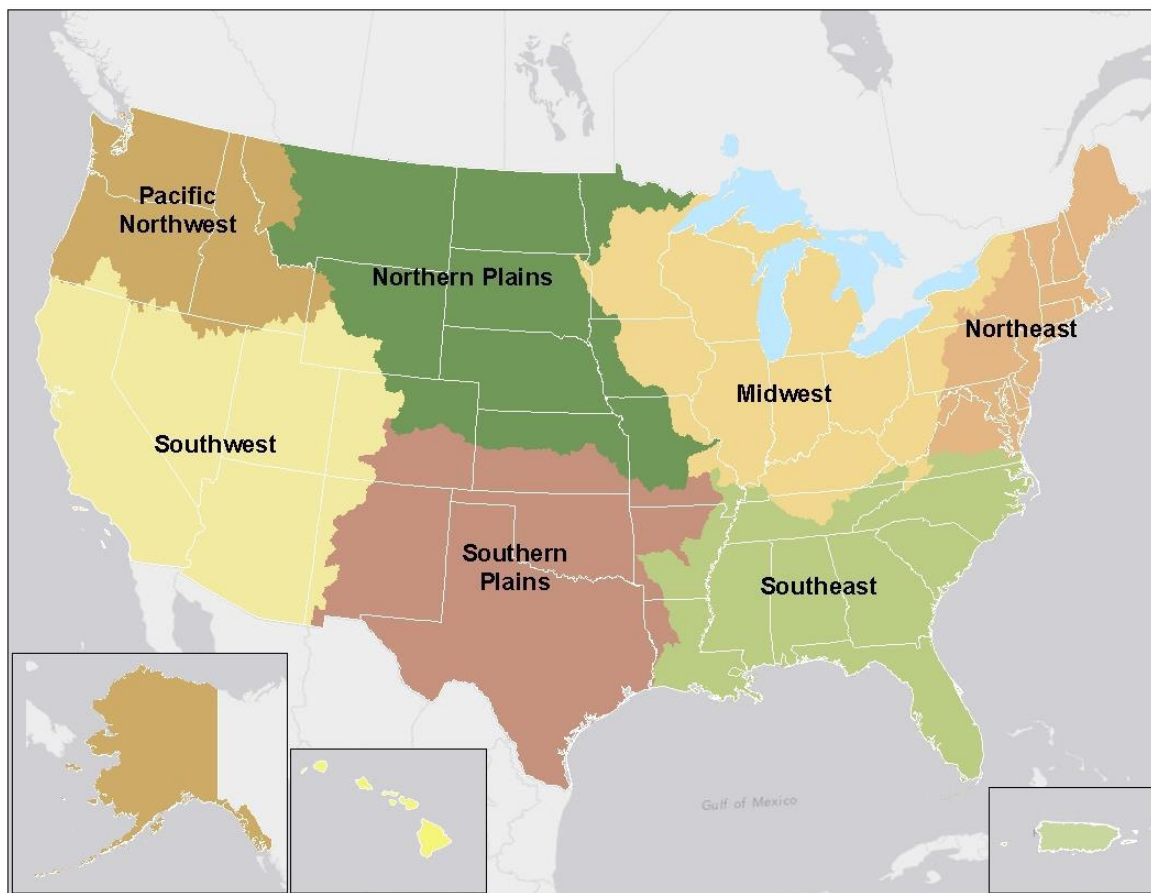 Pacific
Northwest
Northern Plains
Northeast
Midwest
Southwest
Southern
Plains
Southeast
Gulf of Mexico